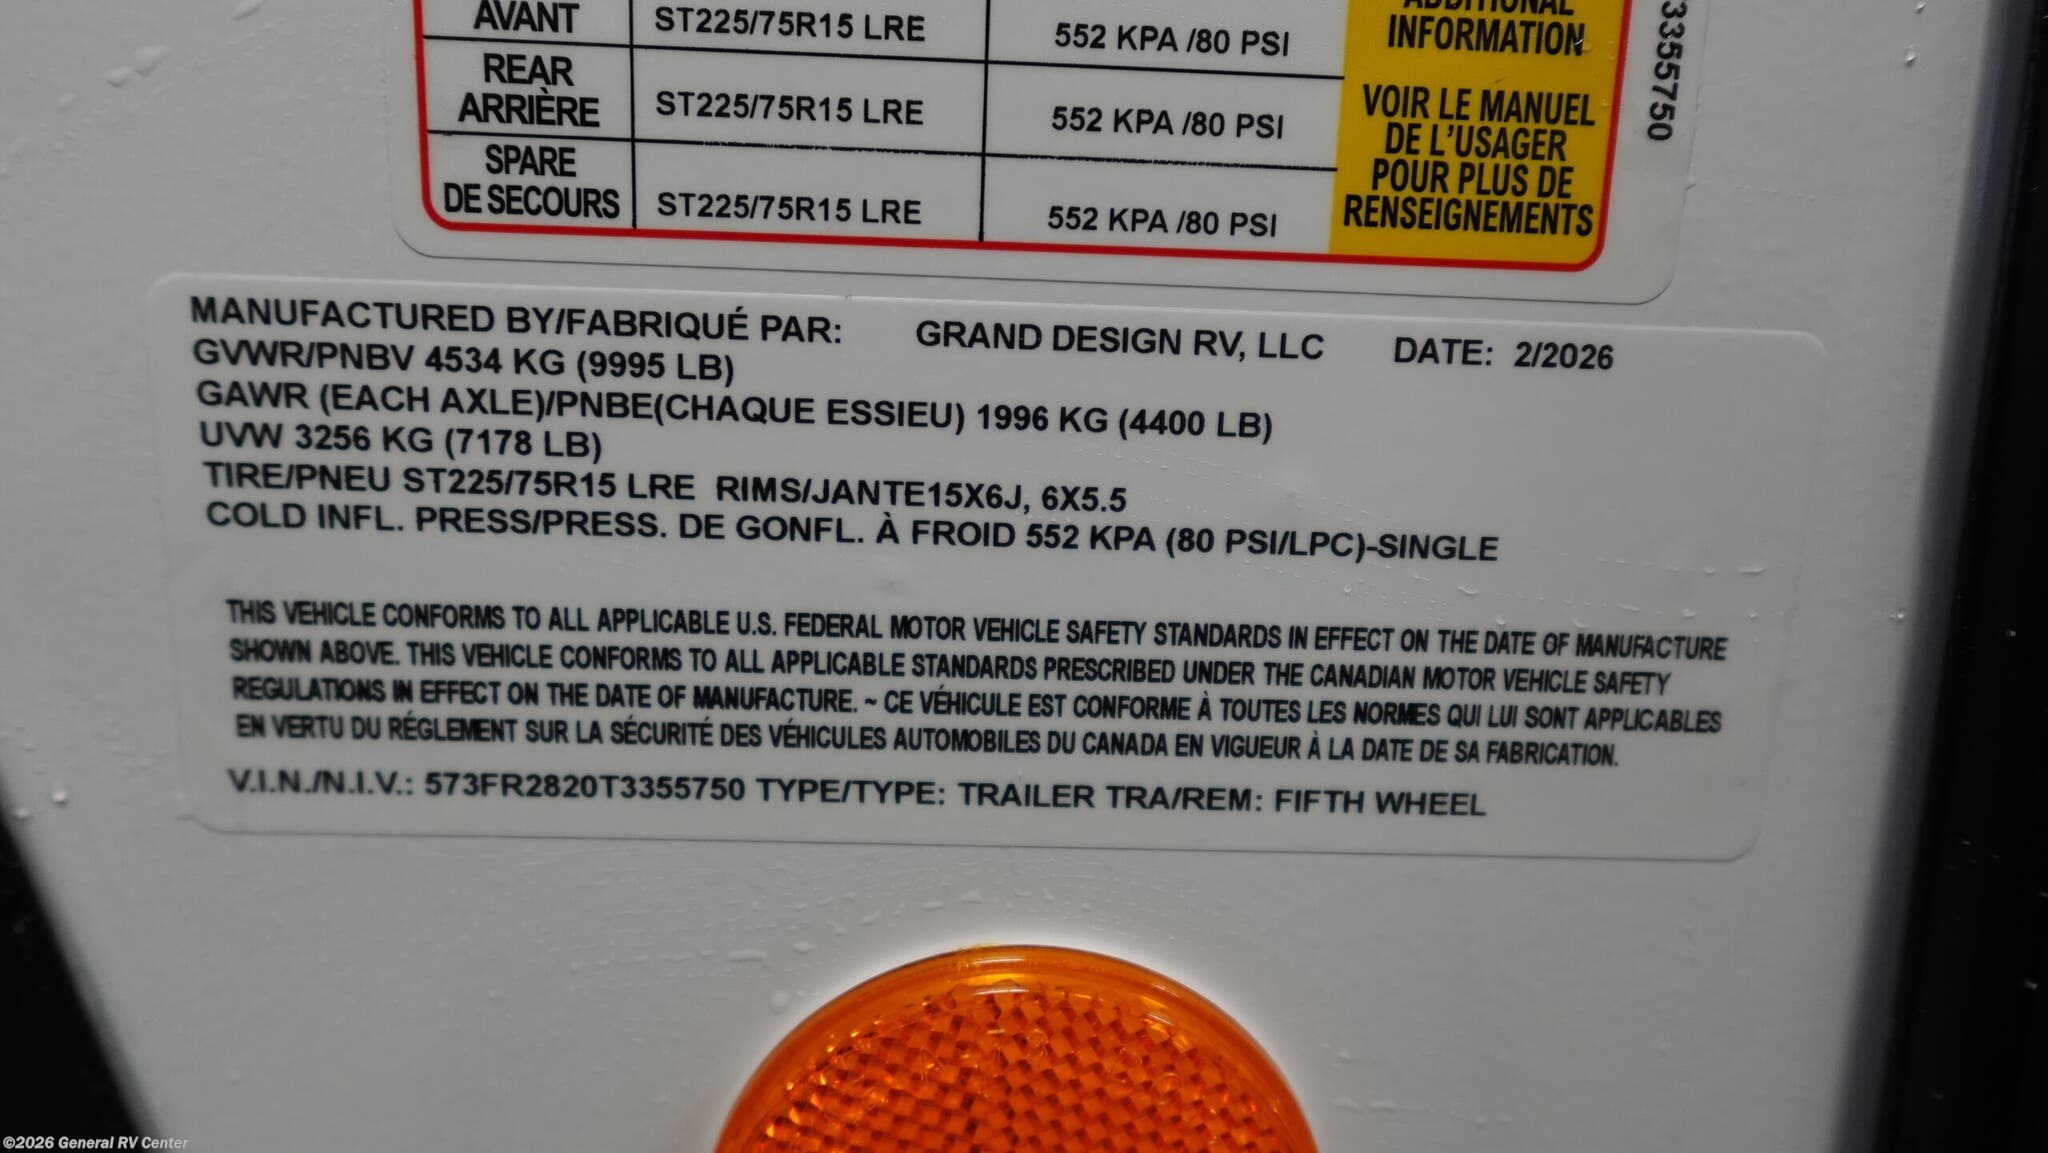 AVANT ST225/75R15 LRE 552 KPA /80 PSI
REAR
ARRIÈRE ST225/75R15 LRE 552 KPA /80 PSI
SPARE
DE SECOURS ST225/75R15 LRE 552 KPA /80 PSI
ADDITIONAL
INFORMATION
VOIR LE MANUEL
DE L'USAGER
POUR PLUS DE
RENSEIGNEMENTS
3355750
MANUFACTURED BY/FABRIQUÉ PAR: GRAND DESIGN RV, LLC DATE: 2/2026
GVWR/PNBV 4534 KG (9995 LB)
GAWR (EACH AXLE)/PNBE(CHAQUE ESSIEU) 1996 KG (4400 LB)
UVW 3256 KG (7178 LB)
TIRE/PNEU ST225/75R15 LRE RIMS/JANTE15X6J, 6X5.5
COLD INFL. PRESS/PRESS. DE GONFL. À FROID 552 KPA (80 PSI/LPC)-SINGLE
THIS VEHICLE CONFORMS TO ALL APPLICABLE U.S. FEDERAL MOTOR VEHICLE SAFETY STANDARDS IN EFFECT ON THE DATE OF MANUFACTURE
SHOWN ABOVE. THIS VEHICLE CONFORMS TO ALL APPLICABLE STANDARDS PRESCRIBED UNDER THE CANADIAN MOTOR VEHICLE SAFETY
REGULATIONS IN EFFECT ON THE DATE OF MANUFACTURE. ~ CE VÉHICULE EST CONFORME À TOUTES LES NORMES QUI LUI SONT APPLICABLES
EN VERTU DU RÉGLEMENT SUR LA SÉCURITÉ DES VÉHICULES AUTOMOBILES DU CANADA EN VIGUEUR À LA DATE DE SA FABRICATION.
V.I.N./N.I.V.: 573FR2820T3355750 TYPE/TYPE: TRAILER TRA/REM: FIFTH WHEEL
©2026 General RV Center